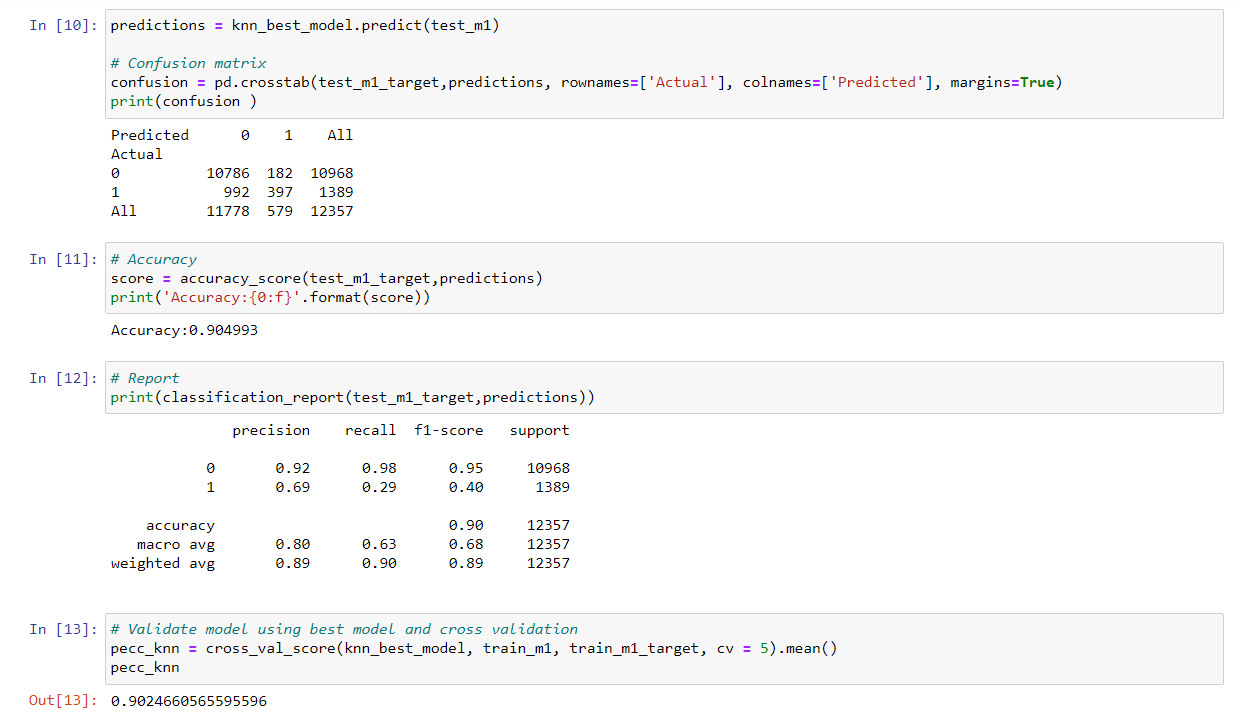 In [10]: predictions = knn_best_model.predict(test_m1)
# Confusion matrix
confusion = pd.crosstab(test_m1_target,predictions, rownames=['Actual'], colnames=['Predicted'], margins=True)
print(confusion )
Predicted 0 1 All
Actual
0 10786 182 10968
1 992 397 1389
All 11778 579 12357
In [11]: # Accuracy
score = accuracy_score(test_m1_target,predictions)
print('Accuracy:{0:f}'.format(score))
Accuracy:0.904993
In [12]: # Report
print(classification_report(test_m1_target,predictions))
precision recall f1-score support
0 0.92 0.98 0.95 10968
1 0.69 0.29 0.40 1389
accuracy 0.90 12357
macro avg 0.80 0.63 0.68 12357
weighted avg 0.89 0.90 0.89 12357
In [13]: # Validate model using best model and cross validation
pecc_knn = cross_val_score(knn_best_model, train_m1, train_m1_target, cv = 5).mean()
pecc_knn
Out[13]: 0.9024660565595596